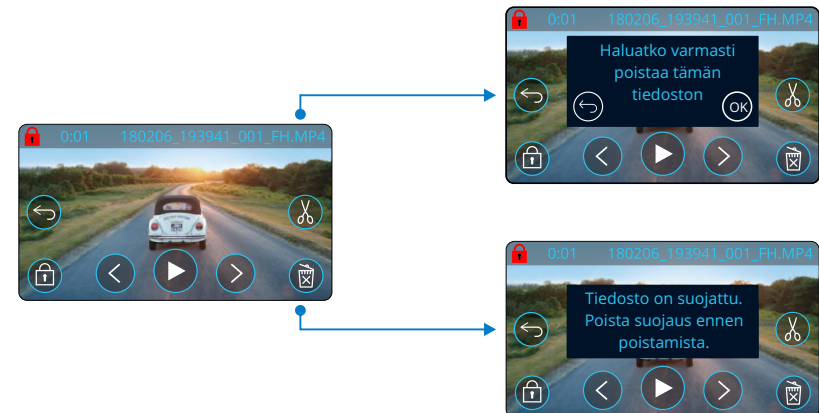 0:01 180206_193941_001_FH.MP4
Haluatko varmasti
poistaa tämän
tiedoston
OK
0:01 180206_193941_001_FH.MP4
0:01 180206_193941_001_FH.MP4
Tiedosto on suojattu.
Poista suojaus ennen
poistamista.